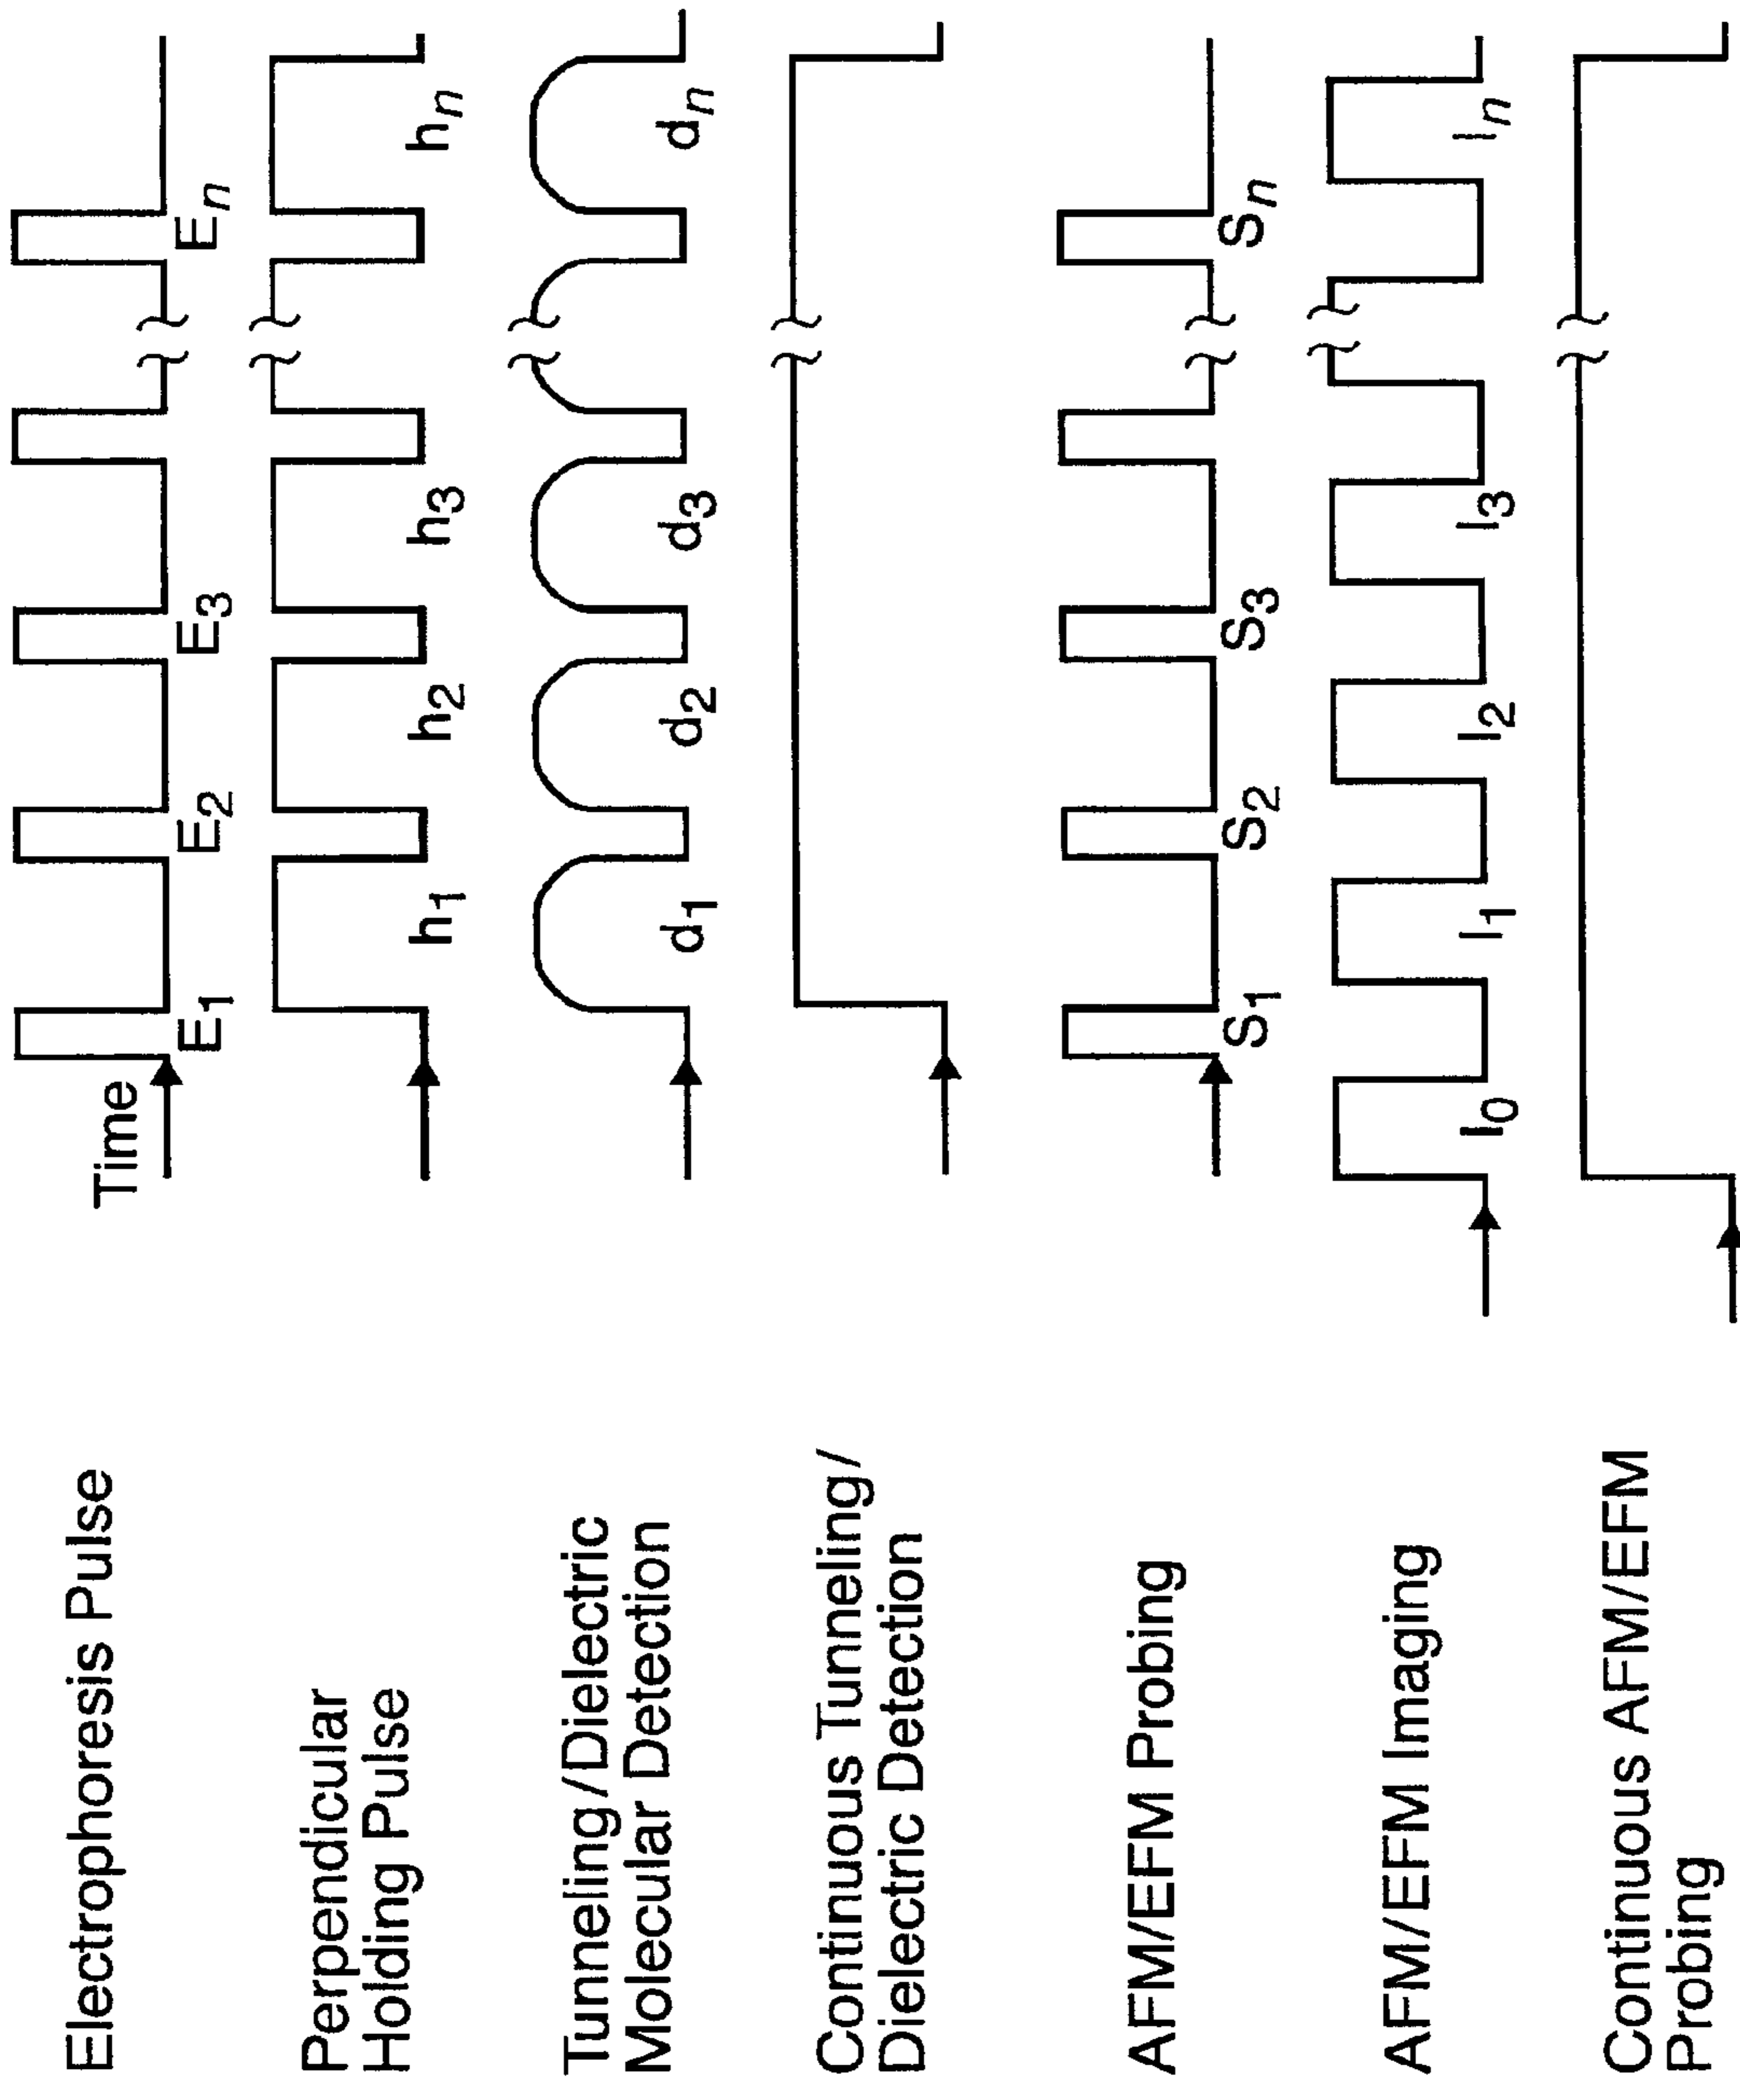 Time
Electrophoresis Pulse
E1 E2 E3 En
Perpendicular
Holding Pulse
h1 h2 h3 hn
Tunneling/Dielectric
Molecular Detection
d1 d2 d3 dn
Continuous Tunneling/
Dielectric Detection
AFM/EFM Probing
S1 S2 S3 Sn
AFM/EFM Imaging
I0 I1 I2 I3 In
Continuous AFM/EFM
Probing